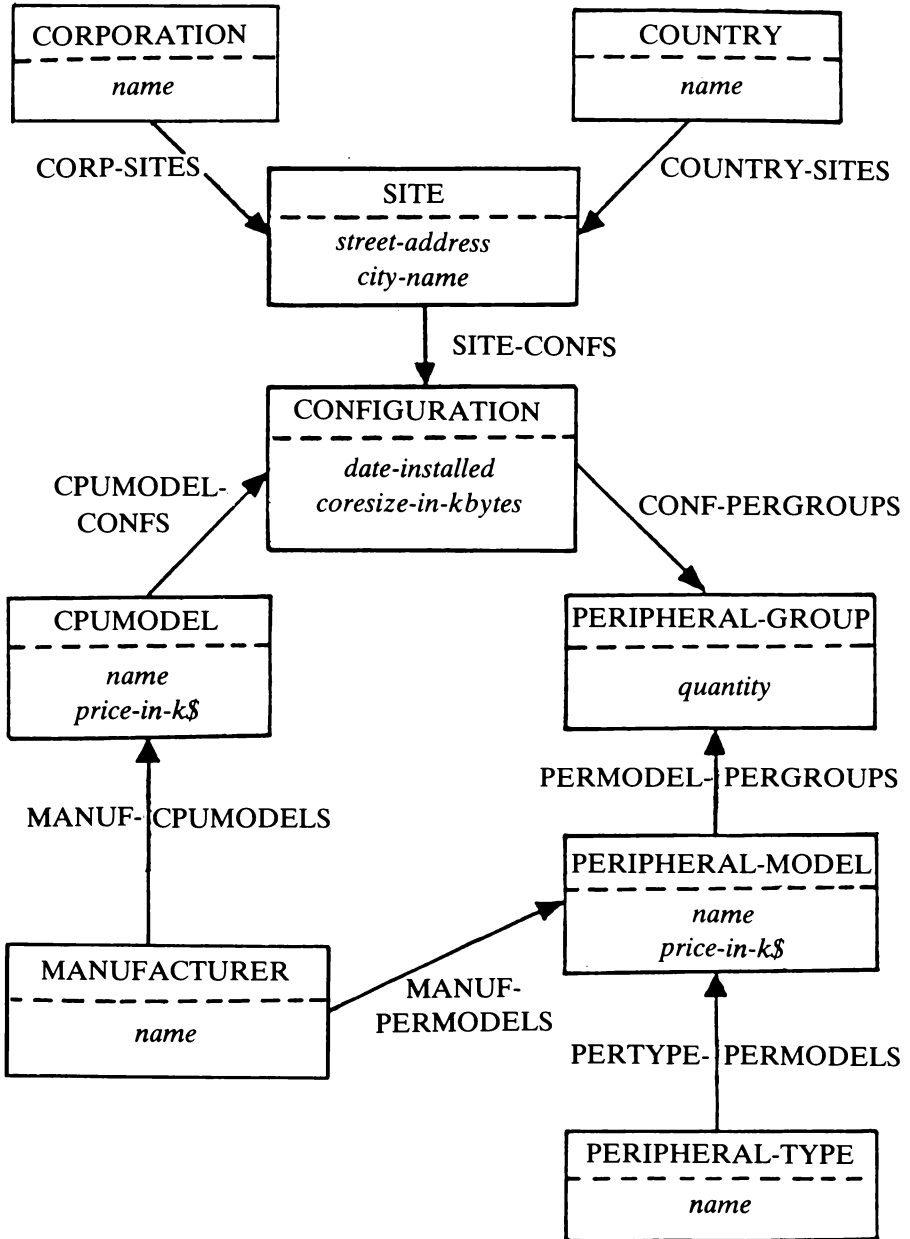 CORPORATION
name
COUNTRY
name
CORP-SITES
COUNTRY-SITES
SITE
street-address
city-name
SITE-CONFS
CONFIGURATION
date-installed
coresize-in-kbytes
CPUMODEL-
CONFS
CONF-PERGROUPS
CPUMODEL
name
price-in-k$
PERIPHERAL-GROUP
quantity
MANUF-CPUMODELS
PERMODEL-PERGROUPS
PERIPHERAL-MODEL
name
price-in-k$
MANUFACTURER
name
MANUF-
PERMODELS
PERTYPE-PERMODELS
PERIPHERAL-TYPE
name